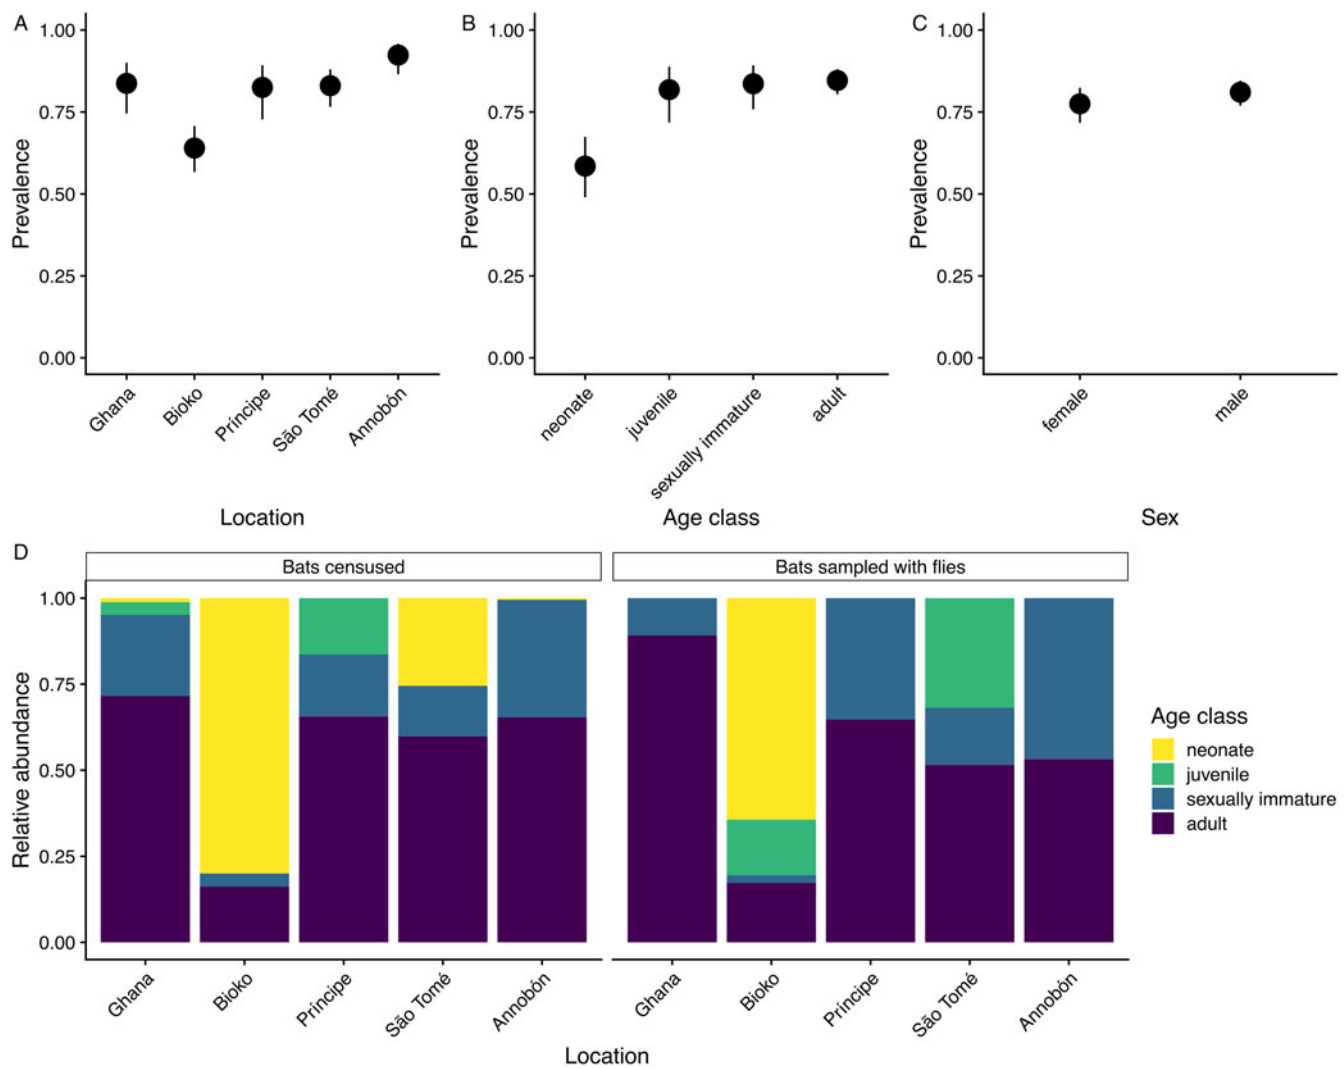 A
1.00
0.75
0.50
0.25
0.00
Prevalence
Ghana
Bioko
Príncipe
São Tomé
Annobón
Location
B
1.00
0.75
0.50
0.25
0.00
Prevalence
neonate
juvenile
sexually immature
adult
Age class
C
1.00
0.75
0.50
0.25
0.00
Prevalence
female
male
Sex
D
Bats censused
Bats sampled with flies
1.00
0.75
0.50
0.25
0.00
Relative abundance
Ghana
Bioko
Príncipe
São Tomé
Annobón
Ghana
Bioko
Príncipe
São Tomé
Annobón
Location
Age class
neonate
juvenile
sexually immature
adult